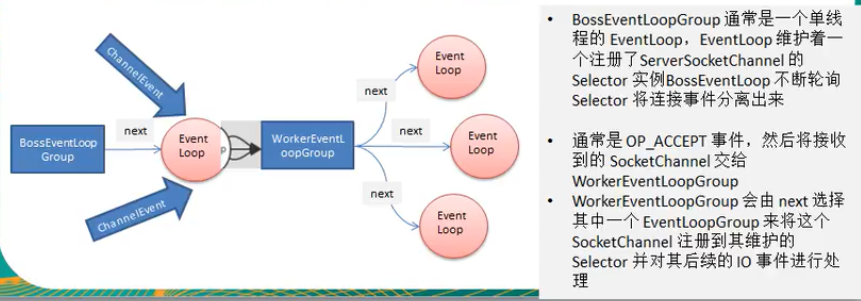 ChannelEvent
BossEventLoop
Group
next
Event
Loop
ChannelEvent
WorkerEventL
oopGroup
next
next
next
Event
Loop
Event
Loop
Event
Loop
• BossEventLoopGroup 通常是一个单线
程的 EventLoop，EventLoop 维护着一
个注册了ServerSocketChannel 的
Selector 实例BossEventLoop 不断轮询
Selector 将连接事件分离出来
• 通常是 OP_ACCEPT 事件，然后将接收
到的 SocketChannel 交给
WorkerEventLoopGroup
• WorkerEventLoopGroup 会由 next 选择
其中一个 EventLoopGroup 来将这个
SocketChannel 注册到其维护的
Selector 并对其后续的 IO 事件进行处
理